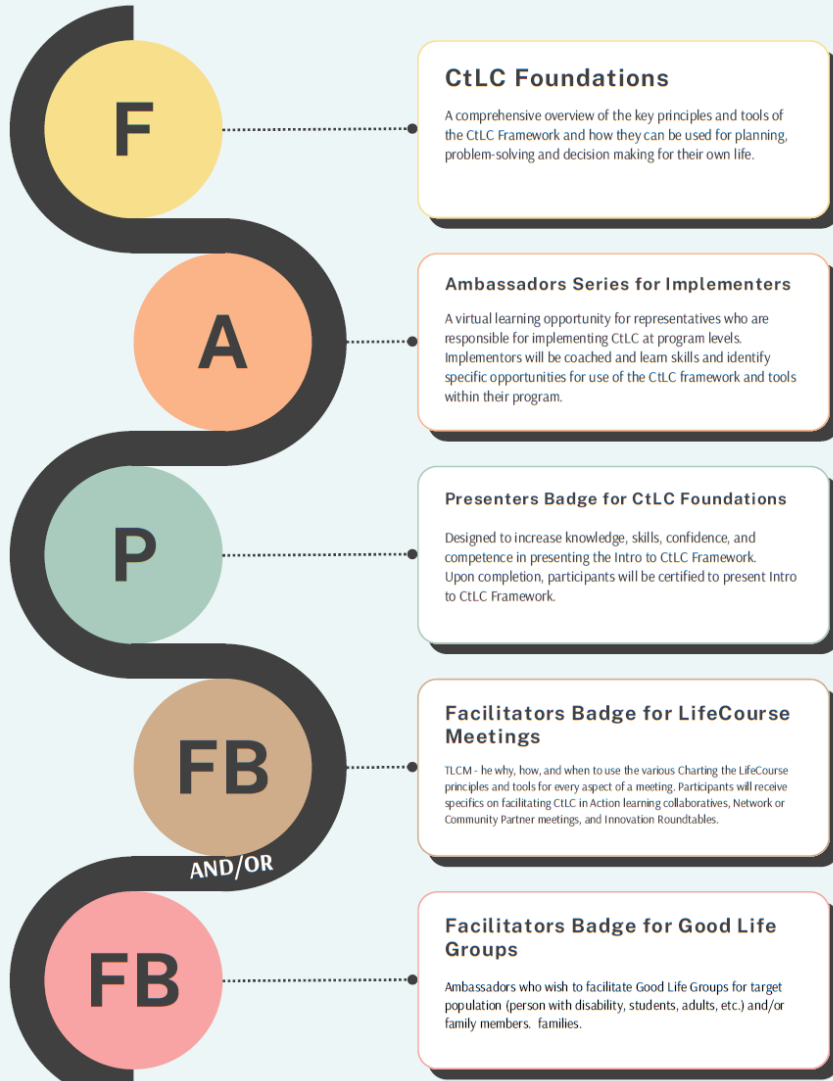 F
CtLC Foundations
A comprehensive overview of the key principles and tools of
the CtLC Framework and how they can be used for planning,
problem-solving and decision making for their own life.
A
Ambassadors Series for Implementers
A virtual learning opportunity for representatives who are
responsible for implementing CtLC at program levels.
Implementors will be coached and learn skills and identify
specific opportunities for use of the CtLC framework and tools
within their program.
P
Presenters Badge for CtLC Foundations
Designed to increase knowledge, skills, confidence, and
competence in presenting the Intro to CtLC Framework.
Upon completion, participants will be certified to present Intro
to CtLC Framework.
FB
Facilitators Badge for LifeCourse
Meetings
TLCM - he why, how, and when to use the various Charting the LifeCourse
principles and tools for every aspect of a meeting. Participants will receive
specifics on facilitating CtLC in Action learning collaboratives, Network or
Community Partner meetings, and Innovation Roundtables.
AND/OR
FB
Facilitators Badge for Good Life
Groups
Ambassadors who wish to facilitate Good Life Groups for target
population (person with disability, students, adults, etc.) and/or
family members.  families.